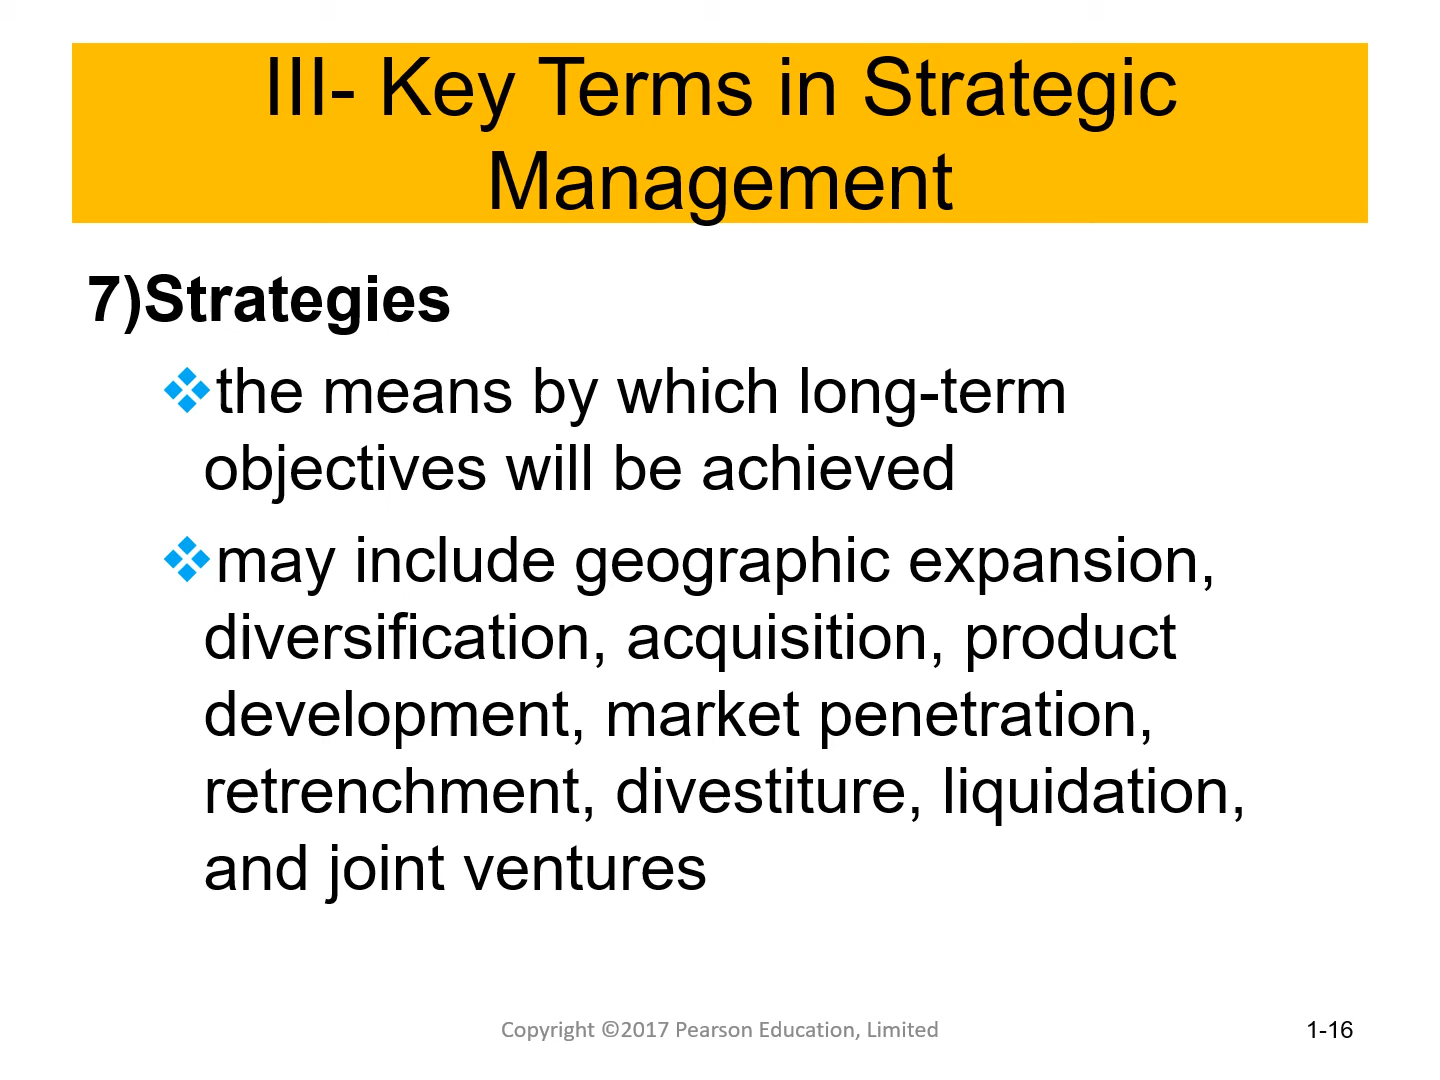 III- Key Terms in Strategic
Management
7)Strategies
❖the means by which long-term
objectives will be achieved
❖may include geographic expansion,
diversification, acquisition, product
development, market penetration,
retrenchment, divestiture, liquidation,
and joint ventures
Copyright ©2017 Pearson Education, Limited
1-16